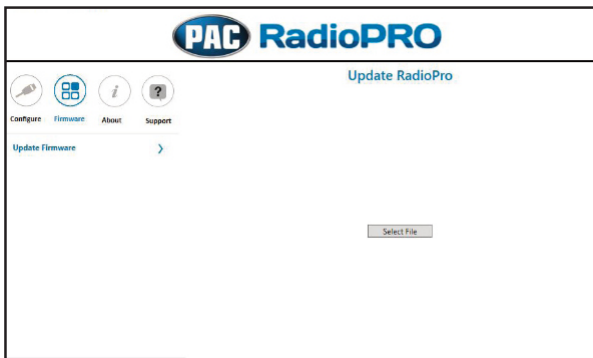 PAC RadioPRO
Update RadioPro
Configure Firmware About Support
Update Firmware
Select File